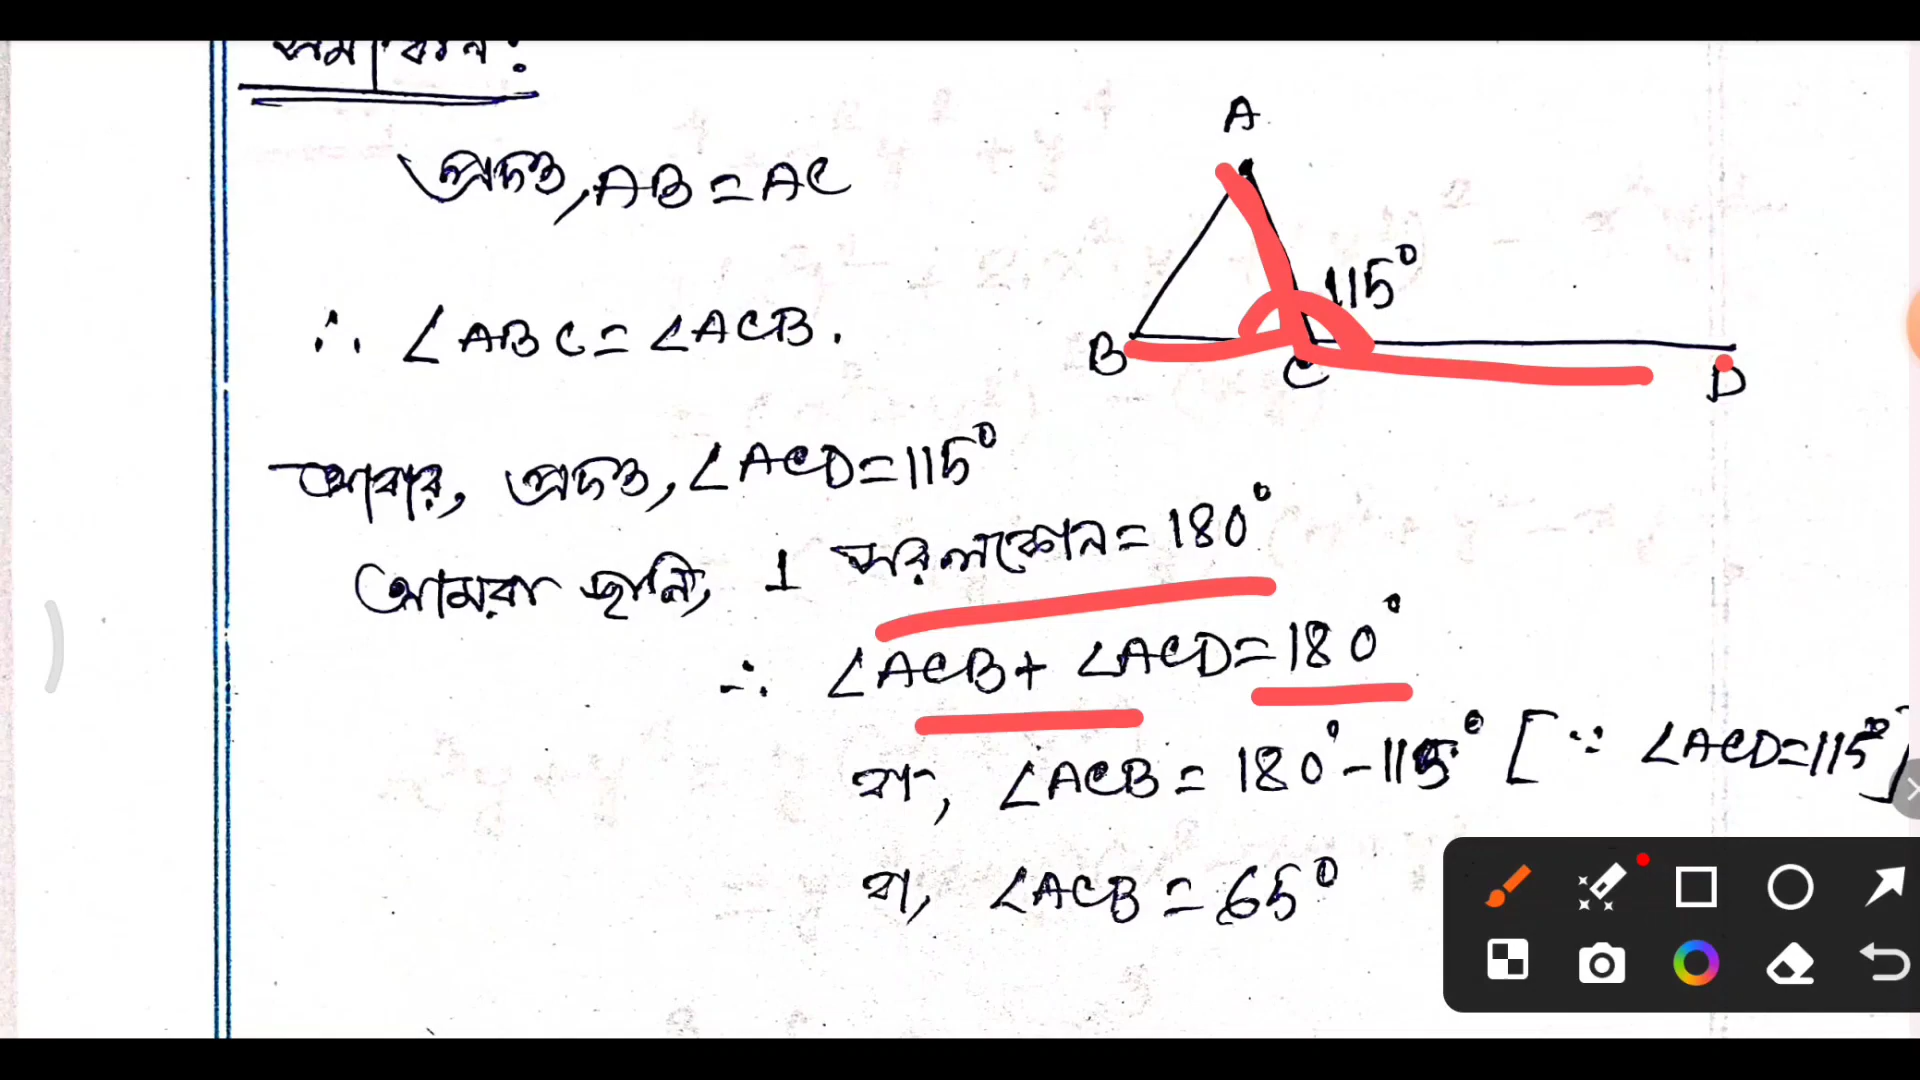 সমাধান:
প্রদত্ত, AB = AC
∴ ∠ABC = ∠ACB.
আবার, প্রদত্ত, ∠ACD = 115°
আমরা জানি, 1 সরলকোন = 180°
∴ ∠ACB + ∠ACD = 180°
বা, ∠ACB = 180° - 115° [∵ ∠ACD = 115°]
বা, ∠ACB = 65°
A
115°
B
C
D